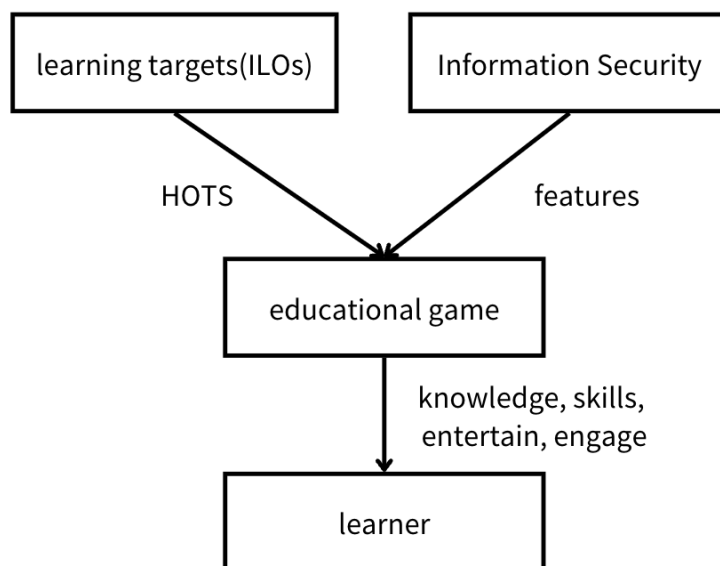 learning targets(ILOs)
Information Security
HOTS
features
educational game
knowledge, skills,
entertain, engage
learner